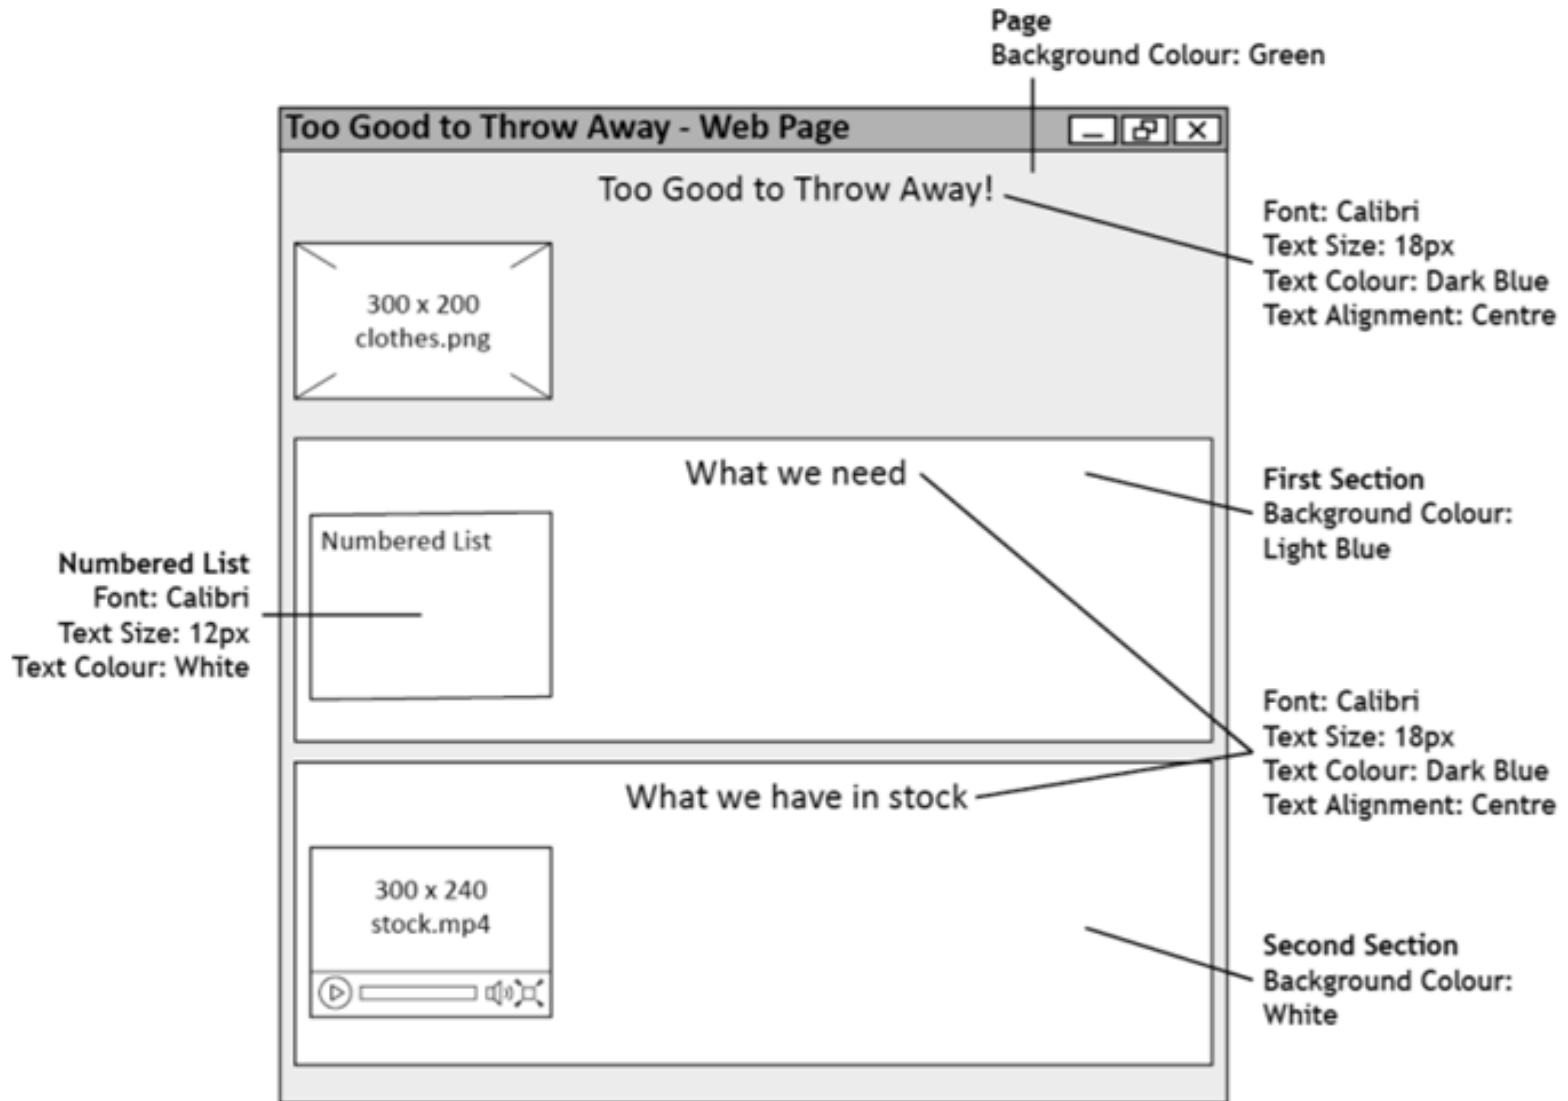 Page
Background Colour: Green
Too Good to Throw Away - Web Page
Too Good to Throw Away!
Font: Calibri
Text Size: 18px
Text Colour: Dark Blue
Text Alignment: Centre
300 x 200
clothes.png
What we need
First Section
Background Colour:
Light Blue
Numbered List
Numbered List
Font: Calibri
Text Size: 12px
Text Colour: White
Font: Calibri
Text Size: 18px
Text Colour: Dark Blue
Text Alignment: Centre
What we have in stock
300 x 240
stock.mp4
Second Section
Background Colour:
White